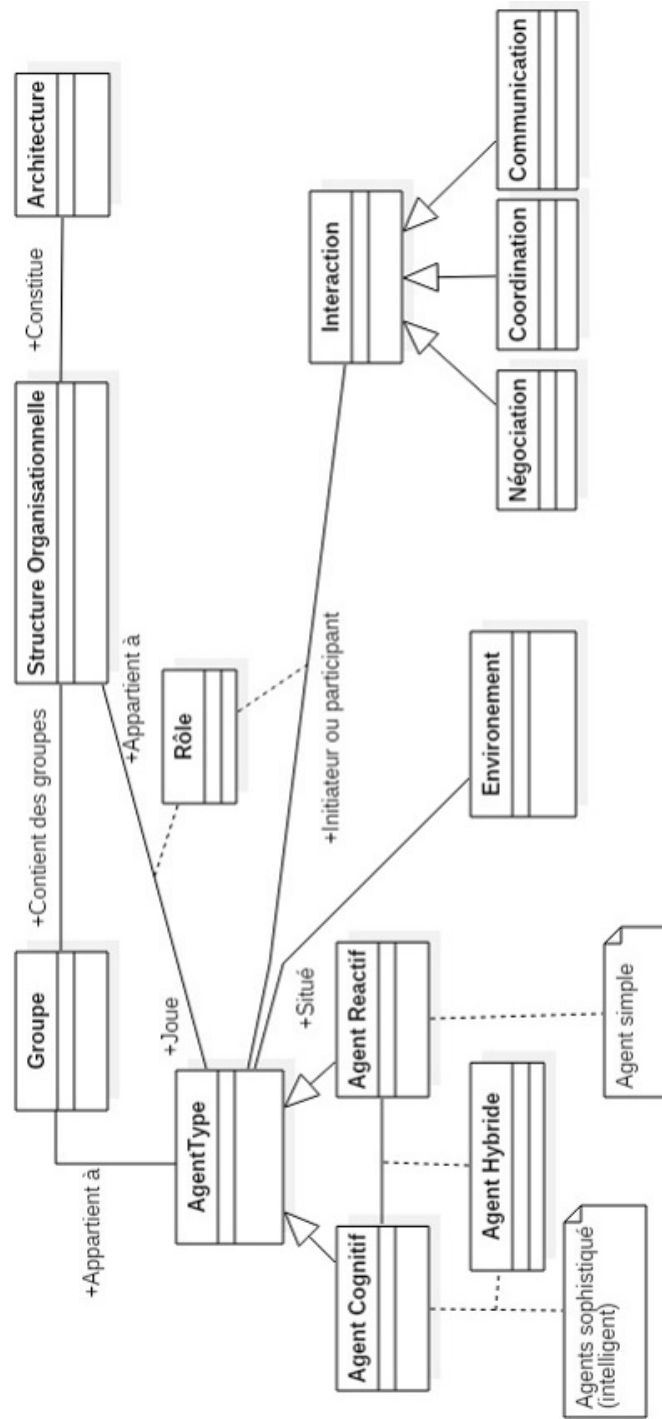 Groupe
+Contient des groupes
Structure Organisationnelle
+Constitue
Architecture
+Appartient à
+Joue
+Appartient à
Rôle
AgentType
+Situé
+Initiateur ou participant
Interaction
Agent Cognitif
Agent Reactif
Environement
Négociation
Coordination
Communication
Agent Hybride
Agents sophistiqué
(intelligent)
Agent simple